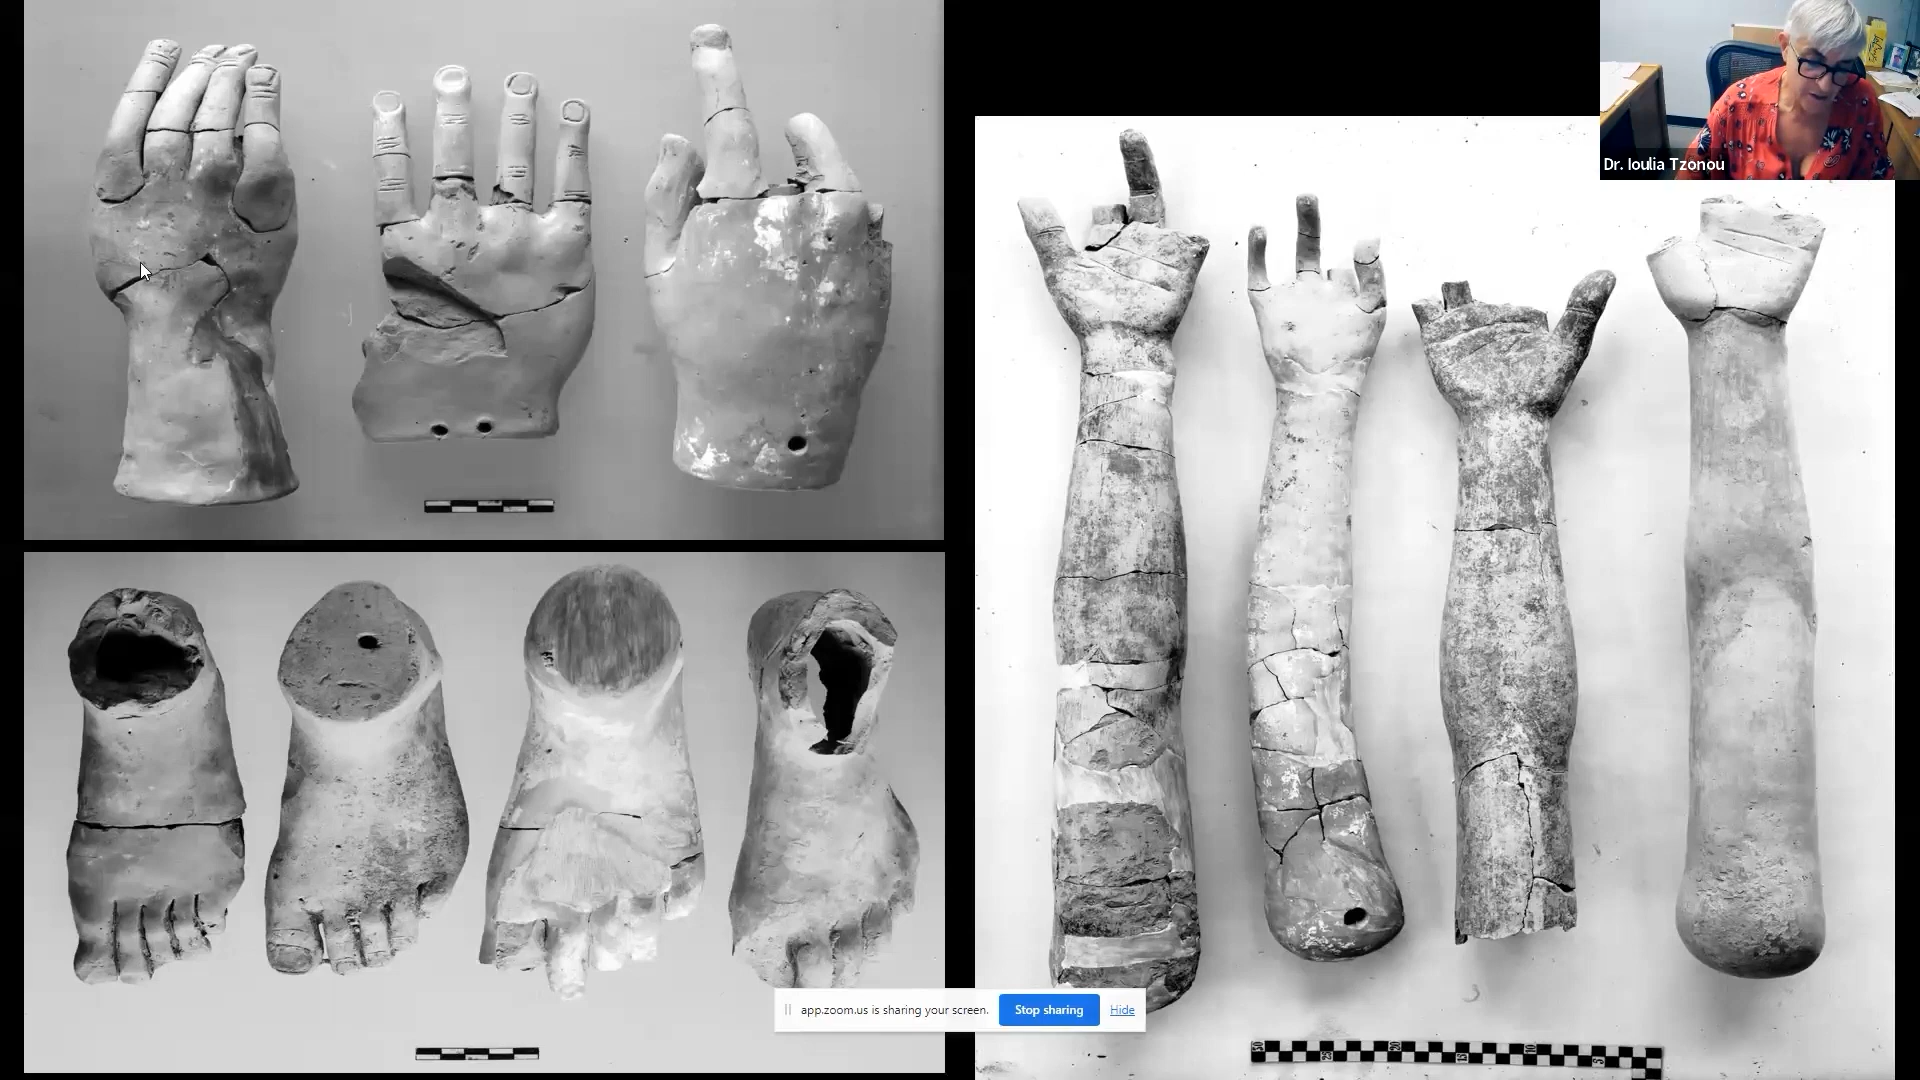 Dr. Ioulia Tzonou
app.zoom.us is sharing your screen. Stop sharing Hide